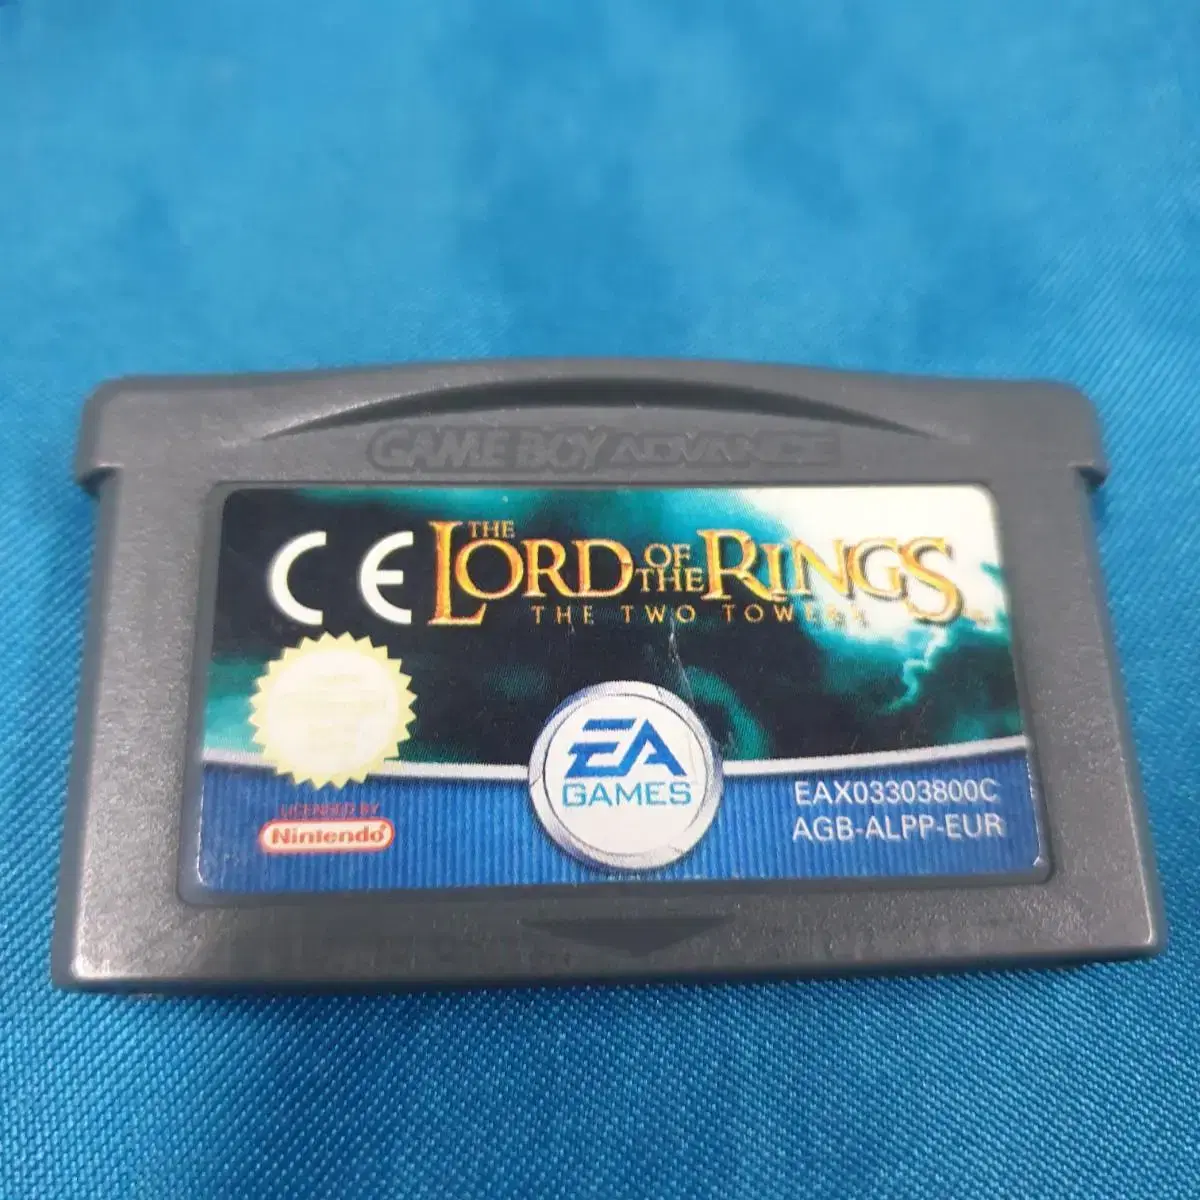 GAME BOY ADVANCE
CE
THE
LORD OF THE RINGS
THE TWO TOWERS
EA
GAMES
EAX03303800C
AGB-ALPP-EUR
LICENSED BY
Nintendo